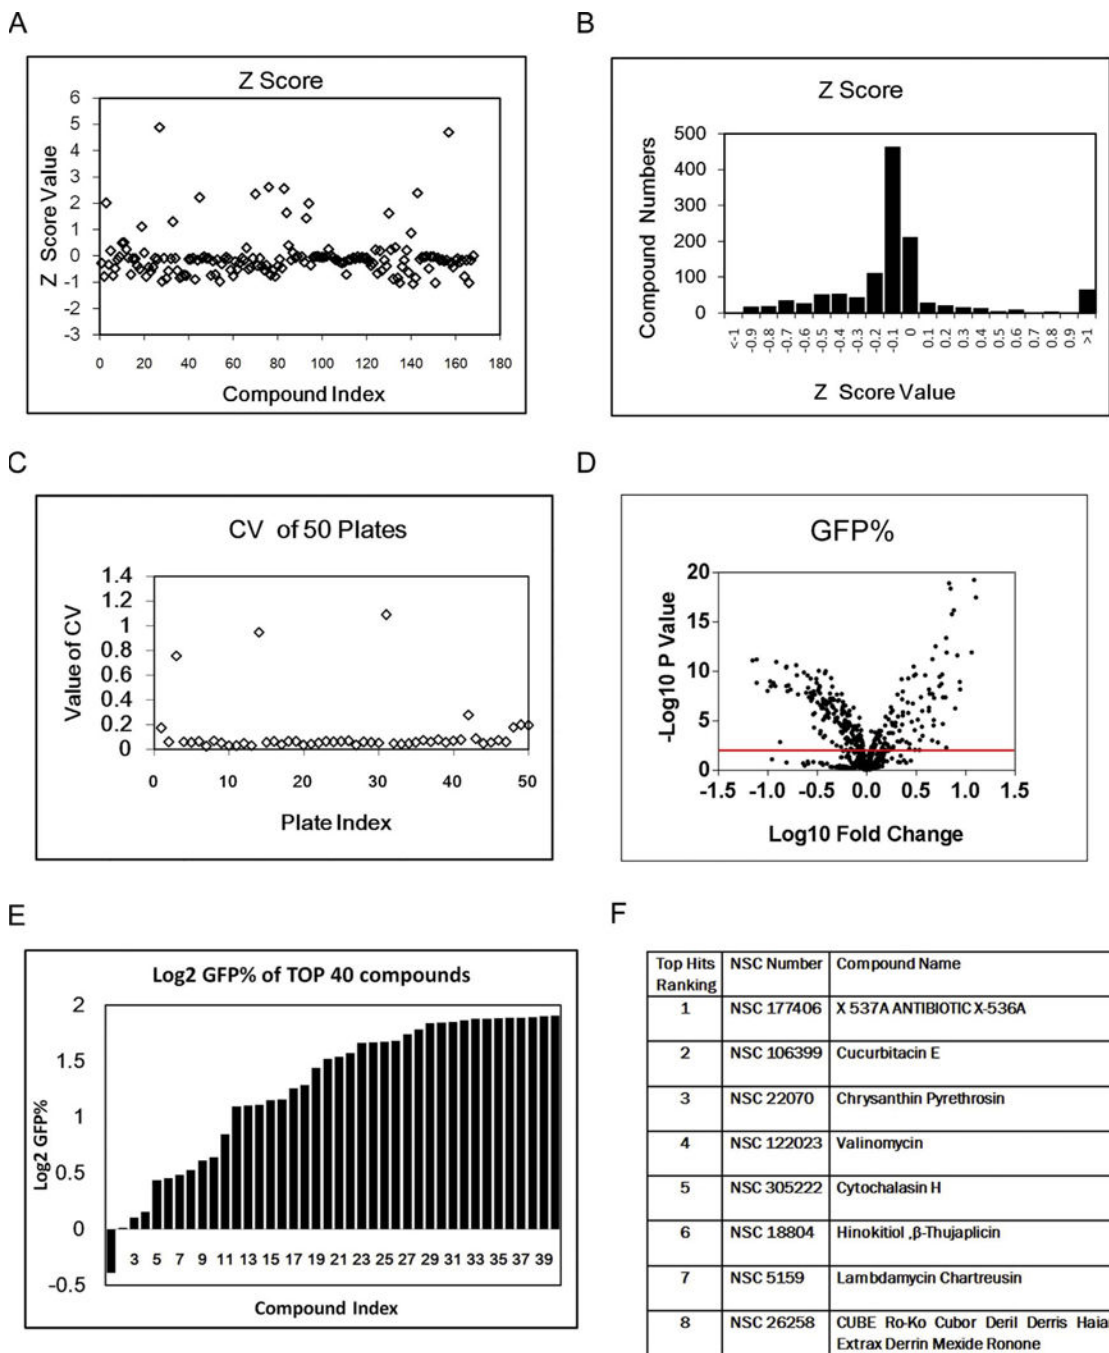 A
Z Score
6
5
4
3
2
1
0
-1
-2
-3
Z Score Value
0 20 40 60 80 100 120 140 160 180
Compound Index
B
Z Score
500
400
300
200
100
0
Compound Numbers
<-1 -0.9 -0.8 -0.7 -0.6 -0.5 -0.4 -0.3 -0.2 -0.1 0 0.1 0.2 0.3 0.4 0.5 0.6 0.7 0.8 0.9 >1
Z Score Value
C
CV of 50 Plates
1.4
1.2
1
0.8
0.6
0.4
0.2
0
Value of CV
0 10 20 30 40 50
Plate Index
D
GFP%
20
15
10
5
0
-Log10 P Value
-1.5 -1.0 -0.5 0.0 0.5 1.0 1.5
Log10 Fold Change
E
Log2 GFP% of TOP 40 compounds
2
1.5
1
0.5
0
-0.5
Log2 GFP%
3 5 7 9 11 13 15 17 19 21 23 25 27 29 31 33 35 37 39
Compound Index
F
Top Hits Ranking NSC Number Compound Name
1 NSC 177406 X 537A ANTIBIOTIC X-536A
2 NSC 106399 Cucurbitacin E
3 NSC 22070 Chrysanthin Pyrethrosin
4 NSC 122023 Valinomycin
5 NSC 305222 Cytochalasin H
6 NSC 18804 Hinokitiol ,β-Thujaplicin
7 NSC 5159 Lambdamycin Chartreusin
8 NSC 26258 CUBE Ro-Ko Cubor Deril Derris Haia
Extrax Derrin Mexide Ronone